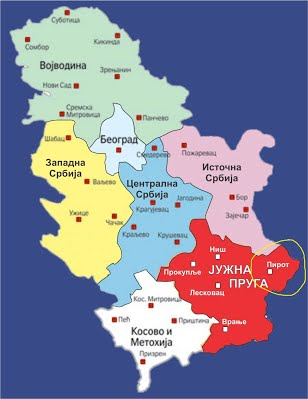 Суботица
Сомбор
Кикинда
Војводина
Зрењанин
Нови Сад
Сремска
Митровица
Панчево
Београд
Шабац
Смедерево
Пожаревац
Западна
Србија
Источна
Србија
Ваљево
Централна
Србија
Јагодина
Бор
Крагујевац
Зајечар
Ужице
Чачак
Краљево
Крушевац
Ниш
Пирот
Прокупље
ЈУЖНА
ПРУГА
Лесковац
Кос. Митровица
Пећ
Приштина
Врање
Косово и
Метохија
Призрен